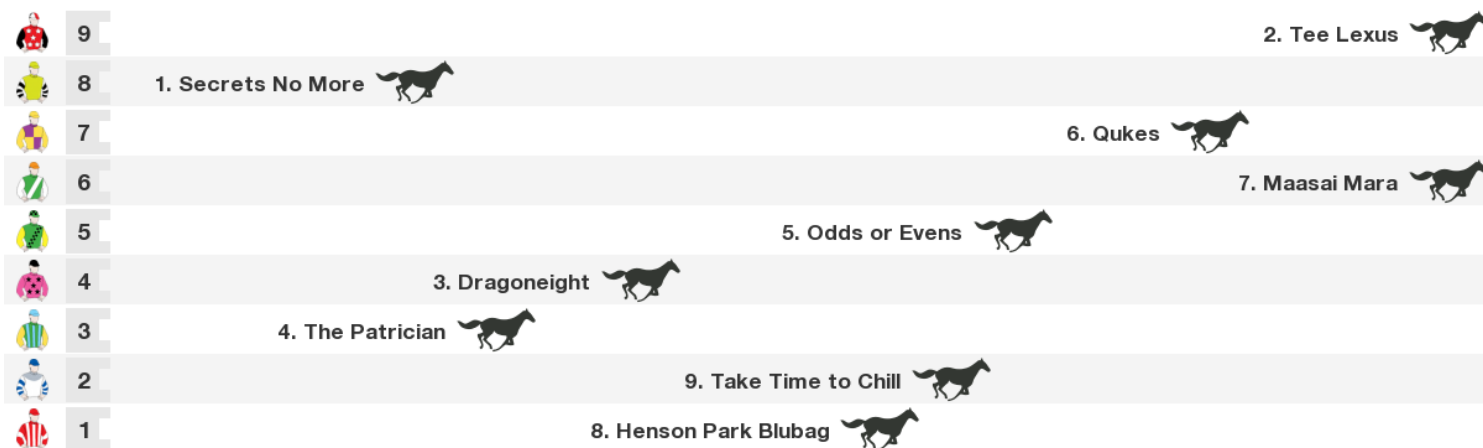 9 2. Tee Lexus
8 1. Secrets No More
7 6. Qukes
6 7. Maasai Mara
5 5. Odds or Evens
4 3. Dragoneight
3 4. The Patrician
2 9. Take Time to Chill
1 8. Henson Park Blubag